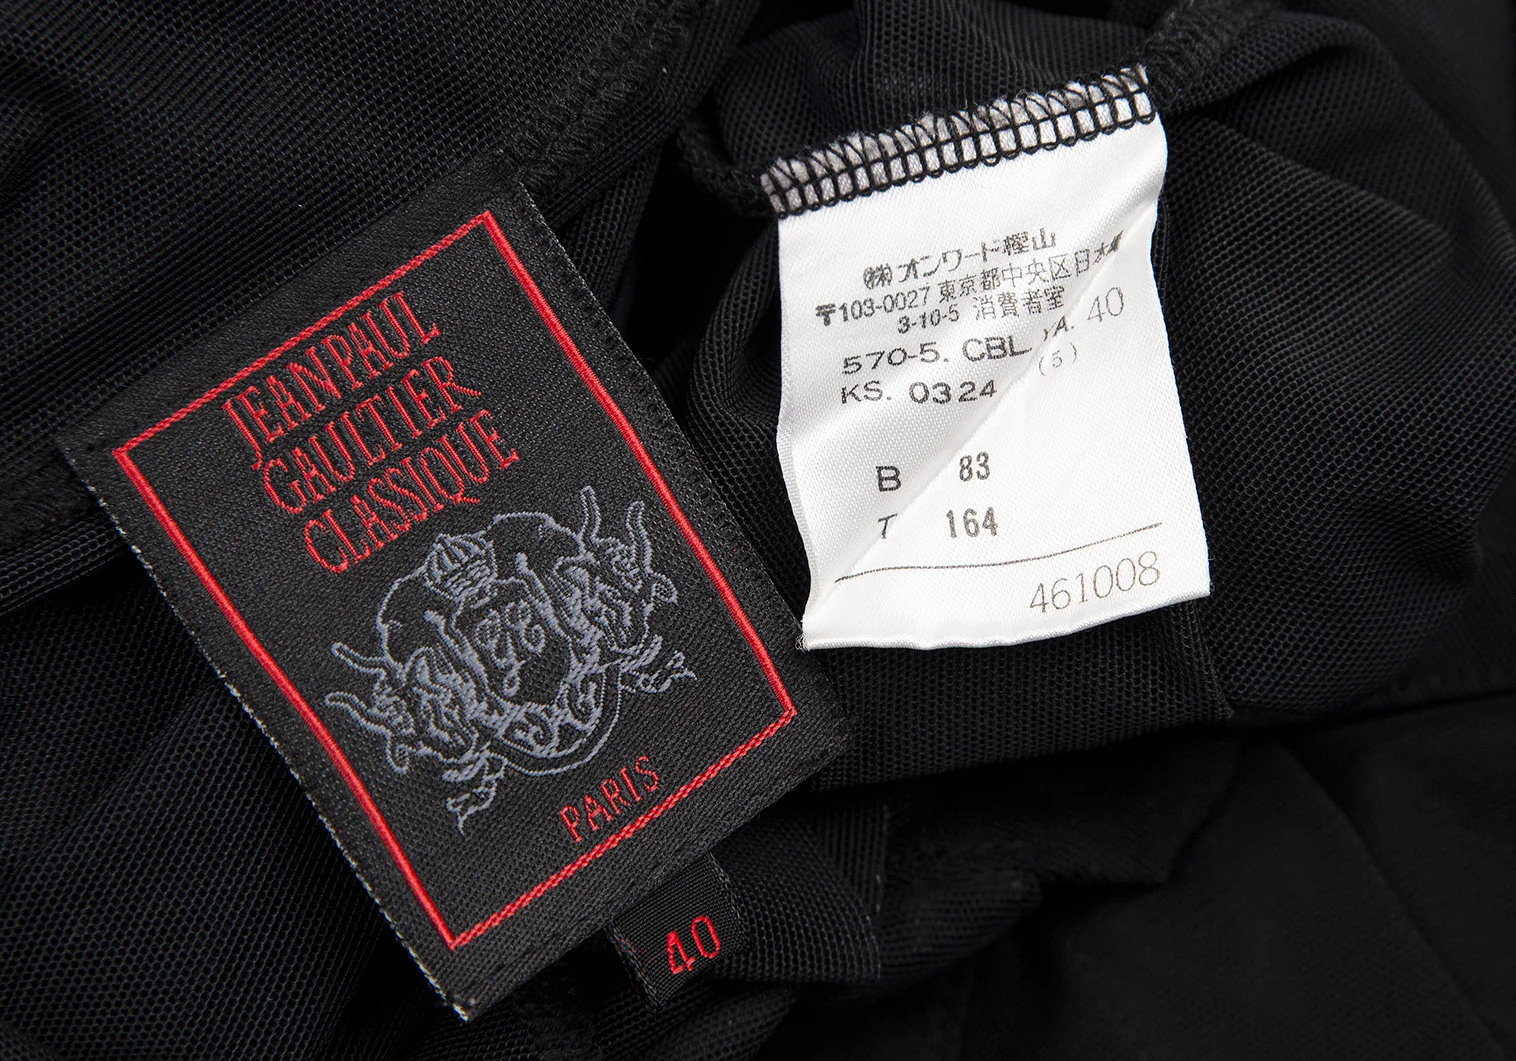 JEAN PAUL
GAULTIER
CLASSIQUE
PARIS
40
㈱オンワード樫山
〒103-0027 東京都中央区日本橋
3-10-5 消費者室
570-5. CBL A. 40
KS. 0324 (5)
B 83
T 164
461008